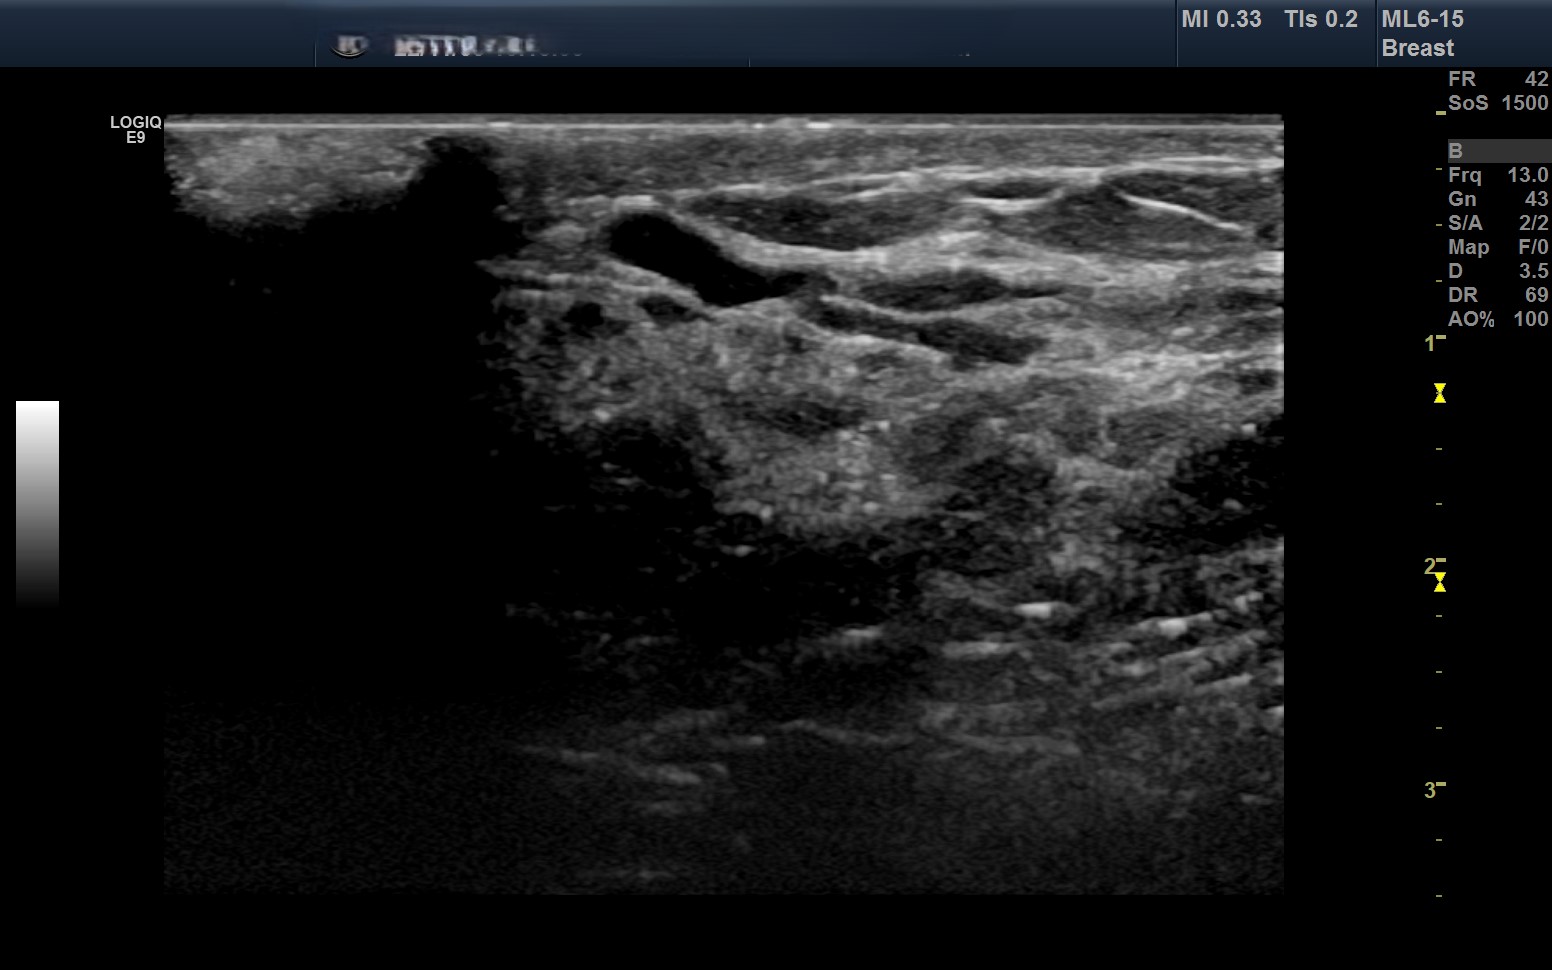 MI 0.33 TIs 0.2 ML6-15
Breast
FR 42
SoS 1500
LOGIQ
E9
B
Frq 13.0
Gn 43
S/A 2/2
Map F/0
D 3.5
DR 69
AO% 100
1
2
3